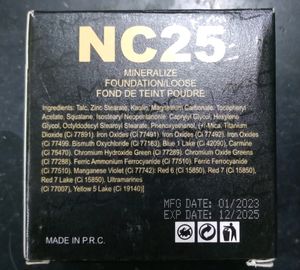 NC25
MINERALIZE
FOUNDATION/LOOSE
FOND DE TEINT POUDRE
Ingredients: Talc, Zinc Stearate, Kaolin, Magnesium Carbonate, Tocopheryl
Acetate, Squalane, Isostearyl Neopentanoate, Caprylyl Glycol, Hexylene
Glycol, Octyldodecyl Stearoyl Stearate, Phenoxyethanol, (+/-Mica, Titanium
Dioxide (Ci 77891), Iron Oxides (Ci 77491), Iron Oxides (Ci 77492), Iron Oxides
(Ci 77499, Bismuth Oxychloride (Ci 77163), Blue 1 Lake (Ci 42090), Carmine
(Ci 75470), Chromium Hydroxide Green (Ci 77289), Chromium Oxide Greens
(Ci 77288), Ferric Ammonium Ferrocyanide (Ci 77510), Ferric Ferrocyanide
(Ci 77510), Manganese Violet (Ci 77742); Red 6 (Ci 15850), Red 7 (Ci 15850),
Red 7 Lake (Ci 15850), Ultramarines
(Ci 77007), Yellow 5 Lake (Ci 19140)]
MFG DATE: 01/2023
EXP DATE: 12/2025
MADE IN P.R.C.